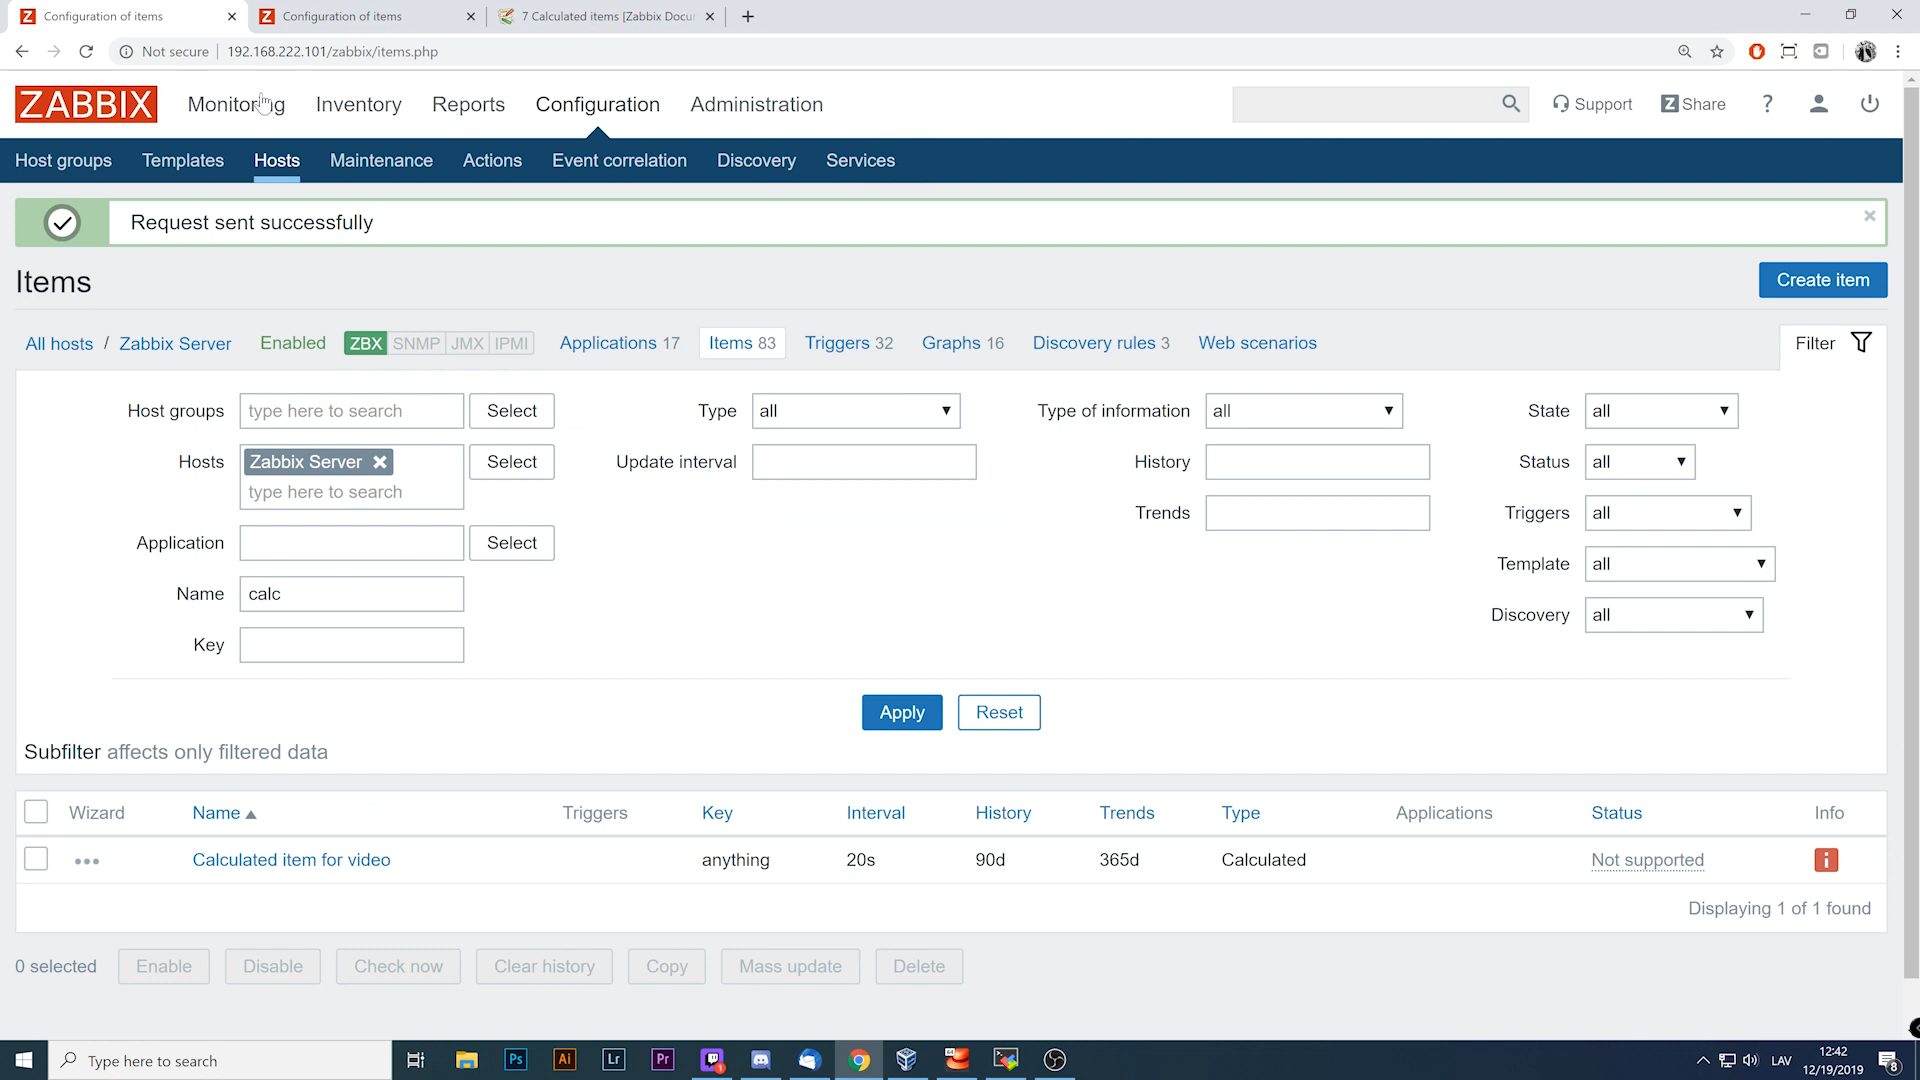 Configuration of items
Configuration of items
7 Calculated items [Zabbix Docu
Not secure
192.168.222.101/zabbix/items.php
ZABBIX
Monitoring
Inventory
Reports
Configuration
Administration
Support
Z Share
?
Host groups
Templates
Hosts
Maintenance
Actions
Event correlation
Discovery
Services
Request sent successfully
Items
Create item
All hosts / Zabbix Server
Enabled
ZBX SNMP JMX IPMI
Applications 17
Items 83
Triggers 32
Graphs 16
Discovery rules 3
Web scenarios
Filter
Host groups
type here to search
Select
Type
all
Type of information
all
State
all
Hosts
Zabbix Server
type here to search
Select
Update interval
History
Status
all
Trends
Triggers
all
Application
Select
Template
all
Name
calc
Discovery
all
Key
Apply
Reset
Subfilter affects only filtered data
Wizard
Name
Triggers
Key
Interval
History
Trends
Type
Applications
Status
Info
Calculated item for video
anything
20s
90d
365d
Calculated
Not supported
i
Displaying 1 of 1 found
0 selected
Enable
Disable
Check now
Clear history
Copy
Mass update
Delete
Type here to search
Ps
Ai
Lr
Pr
1
LAV
12:42
12/19/2019
8